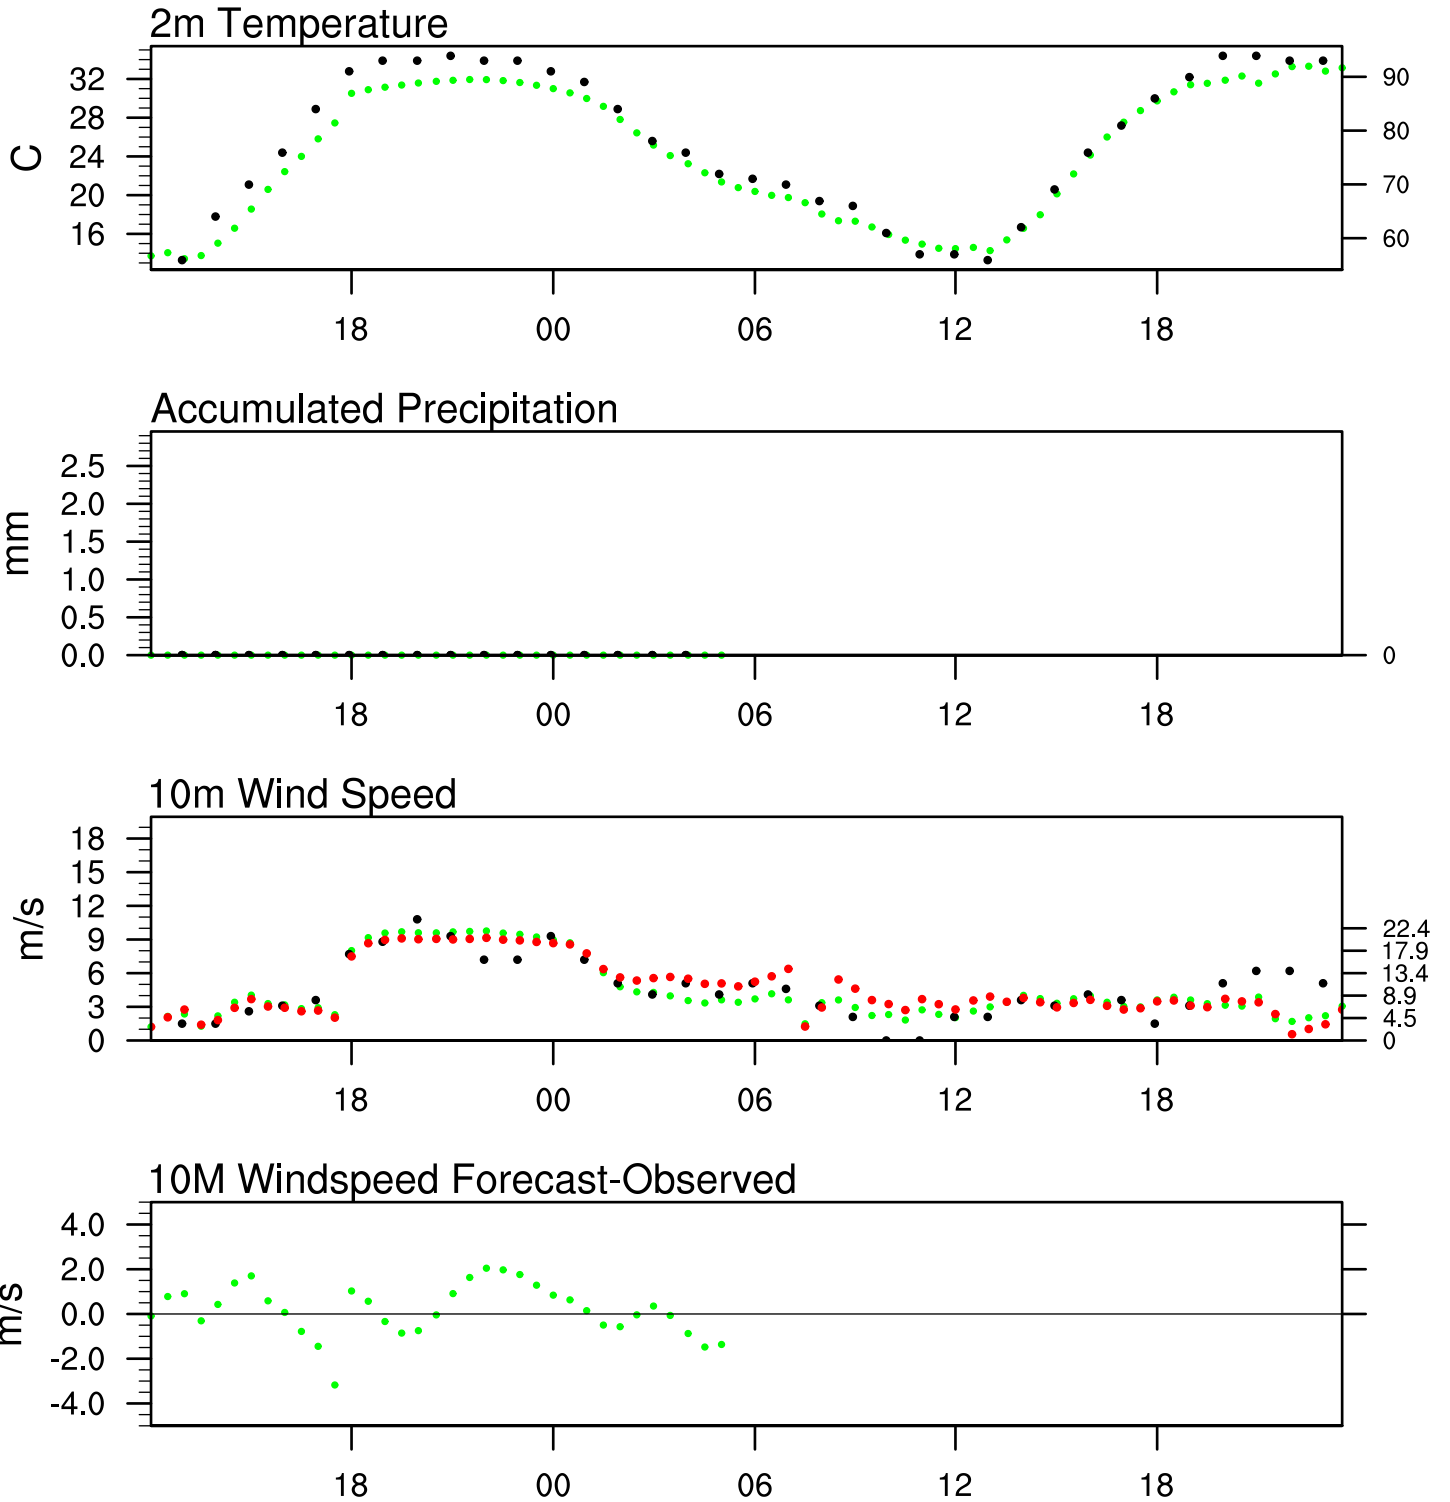 2m Temperature
32
28
24
20
16
C
90
80
70
60
18 00 06 12 18
Accumulated Precipitation
2.5
2.0
1.5
1.0
0.5
0.0
mm
0
18 00 06 12 18
10m Wind Speed
18
15
12
9
6
3
0
m/s
22.4
17.9
13.4
8.9
4.5
0
18 00 06 12 18
10M Windspeed Forecast-Observed
4.0
2.0
0.0
-2.0
-4.0
m/s
18 00 06 12 18